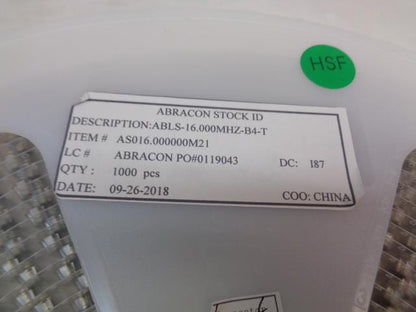 HSF
ABRACON STOCK ID
DESCRIPTION:ABLS-16.000MHZ-B4-T
ITEM # AS016.000000M21
LC # ABRACON PO#0119043 DC: I87
QTY : 1000 pcs
DATE: 09-26-2018 COO: CHINA